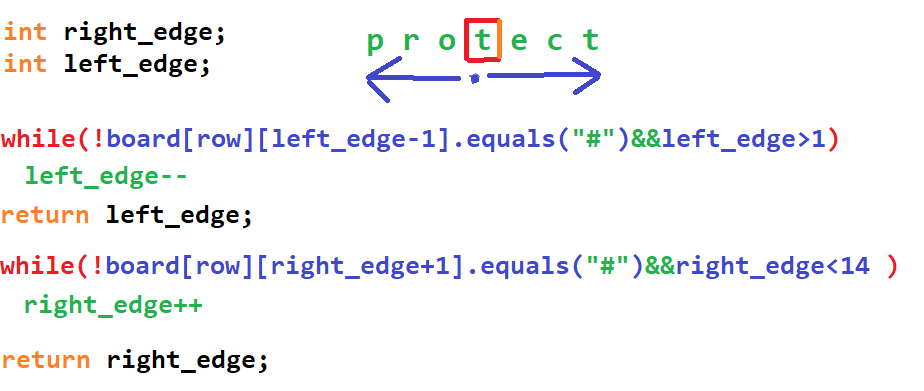 int right_edge;
int left_edge;
p r o t e c t
while(!board[row][left_edge-1].equals("#")&&left_edge>1)
left_edge--
return left_edge;
while(!board[row][right_edge+1].equals("#")&&right_edge<14 )
right_edge++
return right_edge;